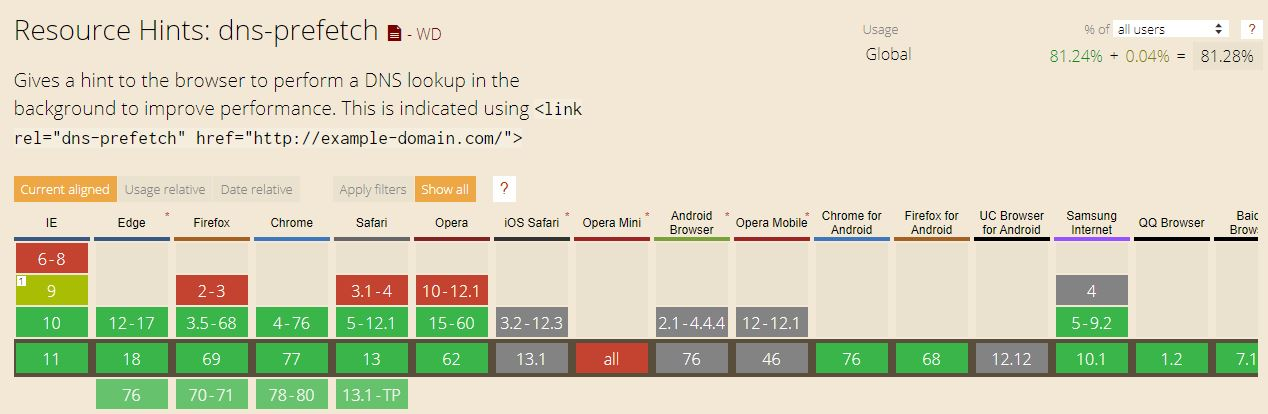 Resource Hints: dns-prefetch - WD
Usage % of all users ?
Global 81.24% + 0.04% = 81.28%
Gives a hint to the browser to perform a DNS lookup in the
background to improve performance. This is indicated using <link
rel="dns-prefetch" href="http://example-domain.com/">
Current aligned Usage relative Date relative Apply filters Show all ?
IE Edge * Firefox Chrome Safari Opera iOS Safari * Opera Mini * Android Browser * Opera Mobile * Chrome for Android Firefox for Android UC Browser for Android Samsung Internet QQ Browser Baid Brows
6-8
1 9 2-3 3.1-4 10-12.1 4
10 12-17 3.5-68 4-76 5-12.1 15-60 3.2-12.3 2.1-4.4.4 12-12.1 5-9.2
11 18 69 77 13 62 13.1 all 76 46 76 68 12.12 10.1 1.2 7.1
76 70-71 78-80 13.1-TP